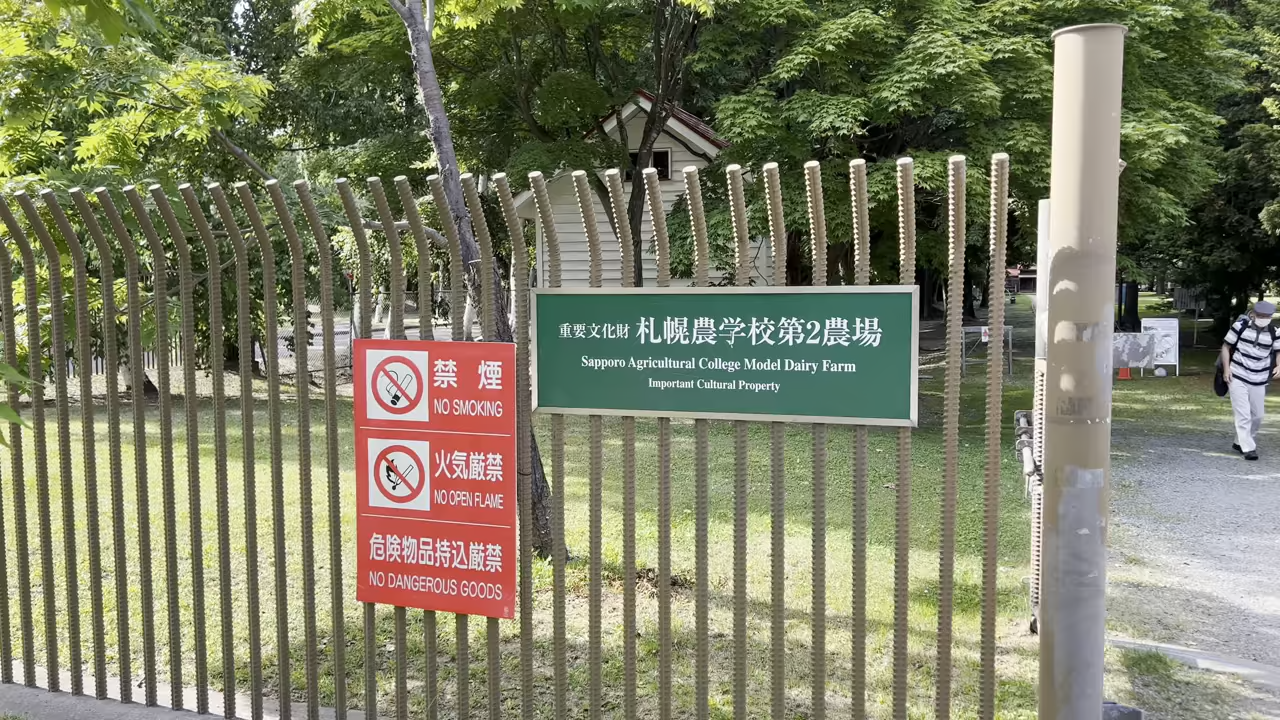 禁煙
NO SMOKING
火気厳禁
NO OPEN FLAME
危険物品持込厳禁
NO DANGEROUS GOODS
重要文化財 札幌農学校第2農場
Sapporo Agricultural College Model Dairy Farm
Important Cultural Property